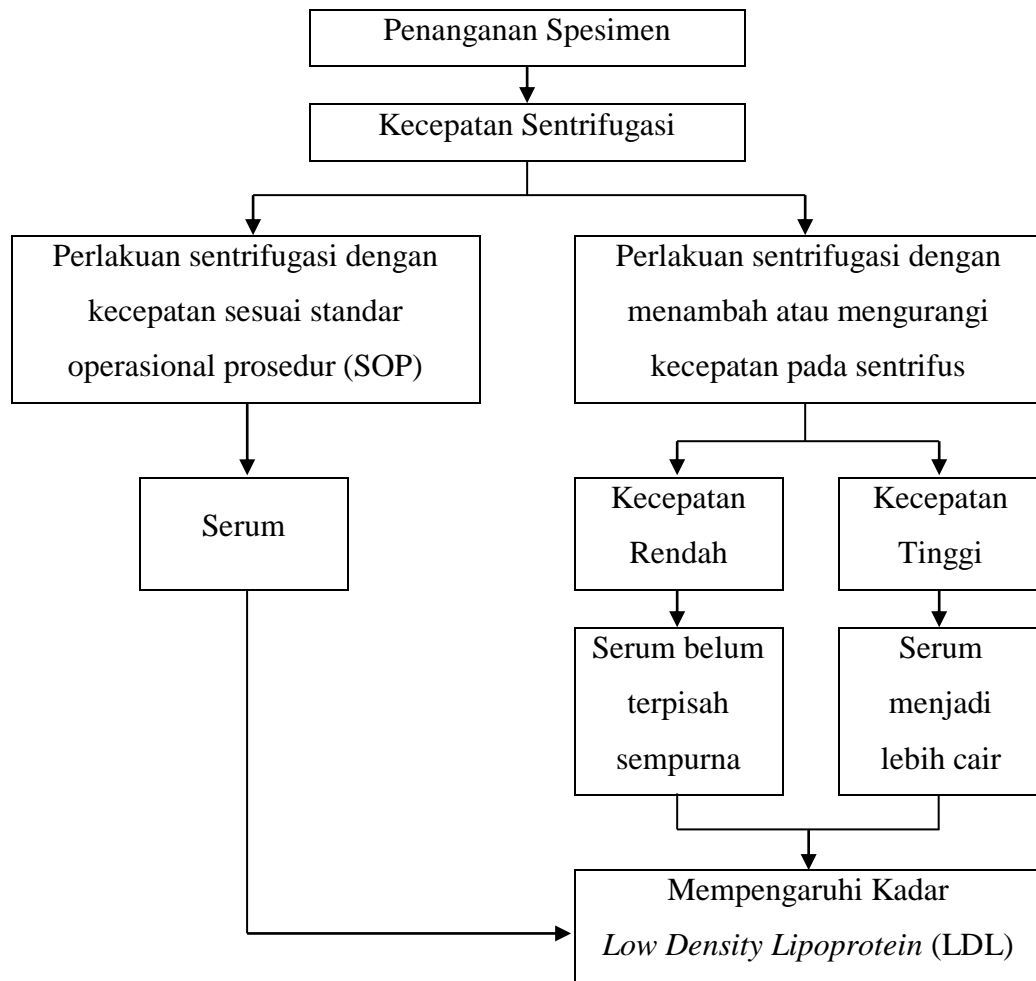 Penanganan Spesimen
Kecepatan Sentrifugasi
Perlakuan sentrifugasi dengan
kecepatan sesuai standar
operasional prosedur (SOP)
Perlakuan sentrifugasi dengan
menambah atau mengurangi
kecepatan pada sentrifus
Serum
Kecepatan
Rendah
Kecepatan
Tinggi
Serum belum
terpisah
sempurna
Serum
menjadi
lebih cair
Mempengaruhi Kadar
Low Density Lipoprotein (LDL)